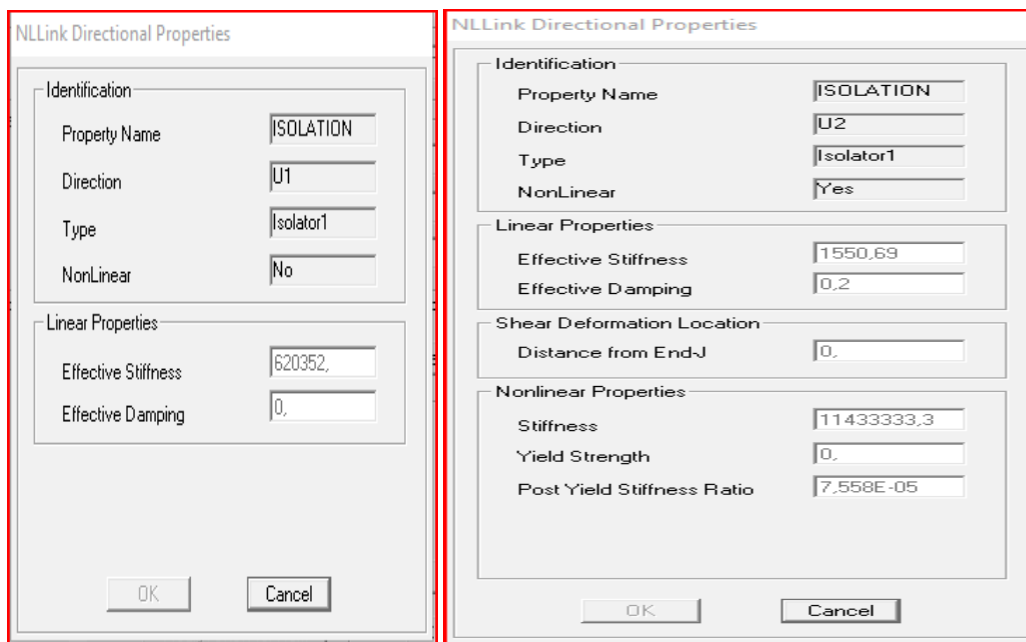 NLLink Directional Properties
Identification
Property Name ISOLATION
Direction U1
Type Isolator1
NonLinear No
Linear Properties
Effective Stiffness 620352,
Effective Damping 0,
OK Cancel
NLLink Directional Properties
Identification
Property Name ISOLATION
Direction U2
Type Isolator1
NonLinear Yes
Linear Properties
Effective Stiffness 1550,69
Effective Damping 0,2
Shear Deformation Location
Distance from End-J 0,
Nonlinear Properties
Stiffness 11433333,3
Yield Strength 0,
Post Yield Stiffness Ratio 7,558E-05
OK Cancel